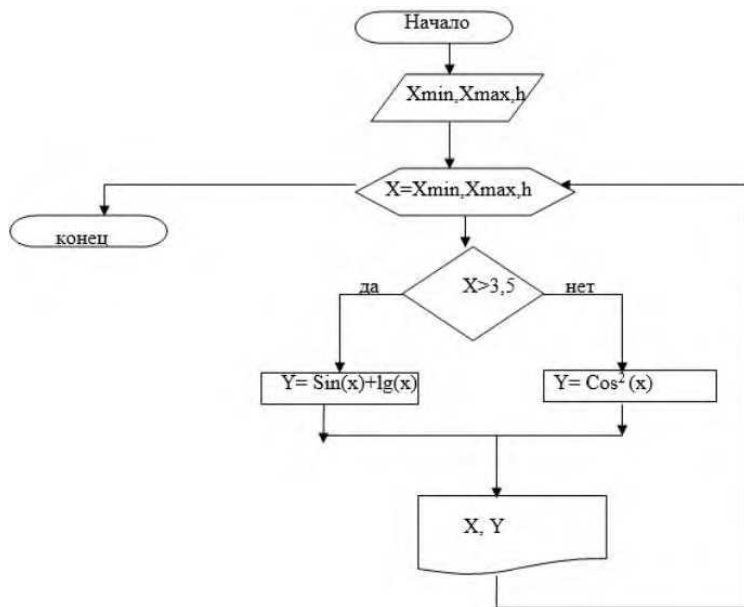 Начало
Xmin,Xmax,h
X=Xmin,Xmax,h
конец
X>3,5
да
нет
Y= Sin(x)+lg(x)
Y= Cos² (x)
X, Y